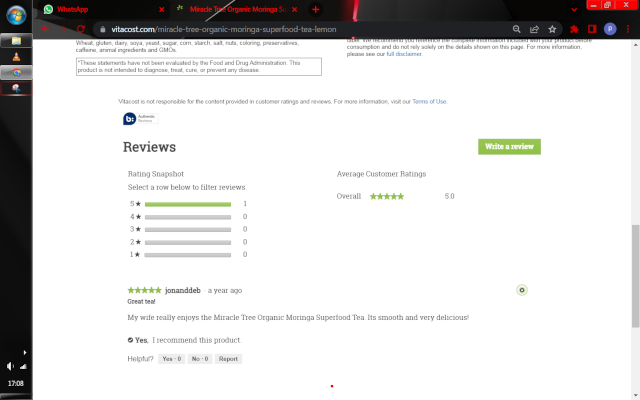 WhatsApp
Miracle Tree Organic Moringa Su
vitacost.com/miracle-tree-organic-moringa-superfood-tea-lemon
P
Wheat, gluten, dairy, soya, yeast, sugar, corn, starch, salt, nuts, coloring, preservatives,
caffeine, animal ingredients and GMOs.
label. We recommend you reference the complete information included with your product before
consumption and do not rely solely on the details shown on this page. For more information,
please see our full disclaimer.
*These statements have not been evaluated by the Food and Drug Administration. This
product is not intended to diagnose, treat, cure, or prevent any disease.
Vitacost is not responsible for the content provided in customer ratings and reviews. For more information, visit our Terms of Use.
b: Authentic
Reviews
Reviews
Write a review
Rating Snapshot
Select a row below to filter reviews.
5 ★ 1
4 ★ 0
3 ★ 0
2 ★ 0
1 ★ 0
Average Customer Ratings
Overall ★★★★★ 5.0
★★★★★ jonanddeb · a year ago
Great tea!
My wife really enjoys the Miracle Tree Organic Moringa Superfood Tea. Its smooth and very delicious!
Yes, I recommend this product.
Helpful? Yes · 0 No · 0 Report
17:08